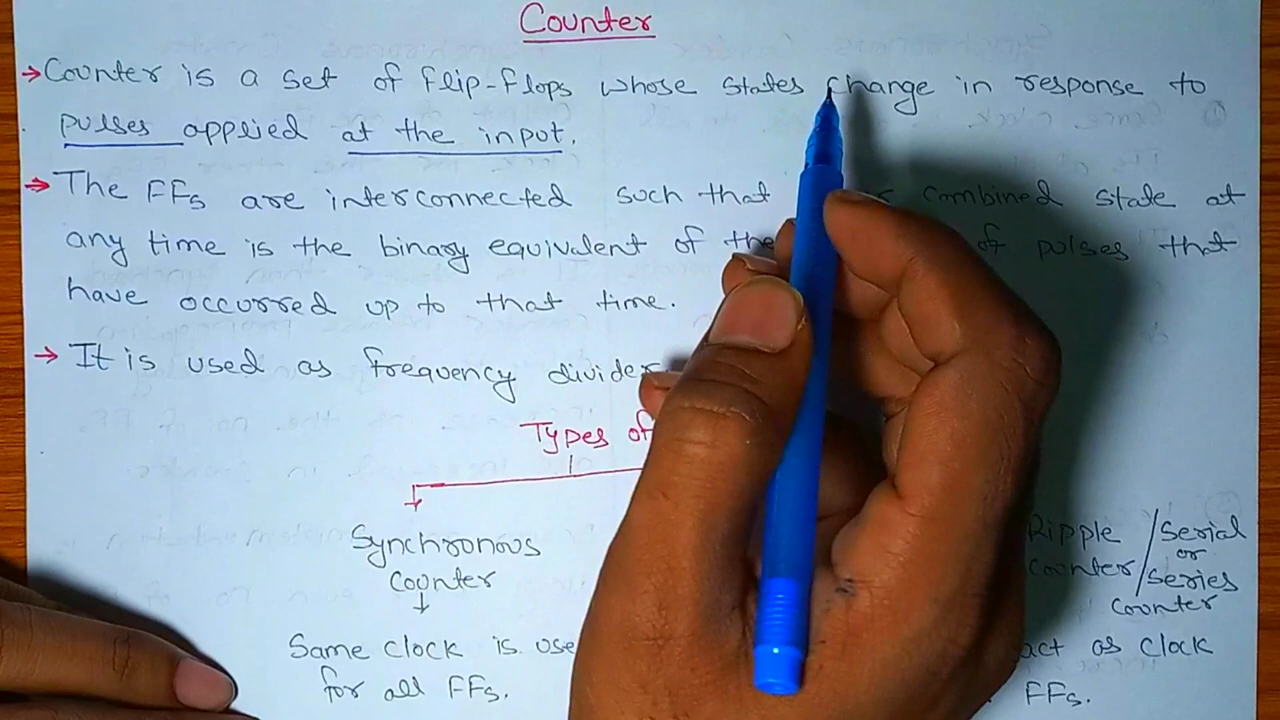 Counter
→ Counter is a set of flip-flops whose states change in response to
pulses applied at the input.
→ The FFs are interconnected such that combined state at
any time is the binary equivalent of the of pulses that
have occurred up to that time.
→ It is used as frequency divider
Types of
Synchronous
counter
Ripple / Serial
or
counter / series
counter
Same clock is use
for all FFs.
act as clock
FFs.